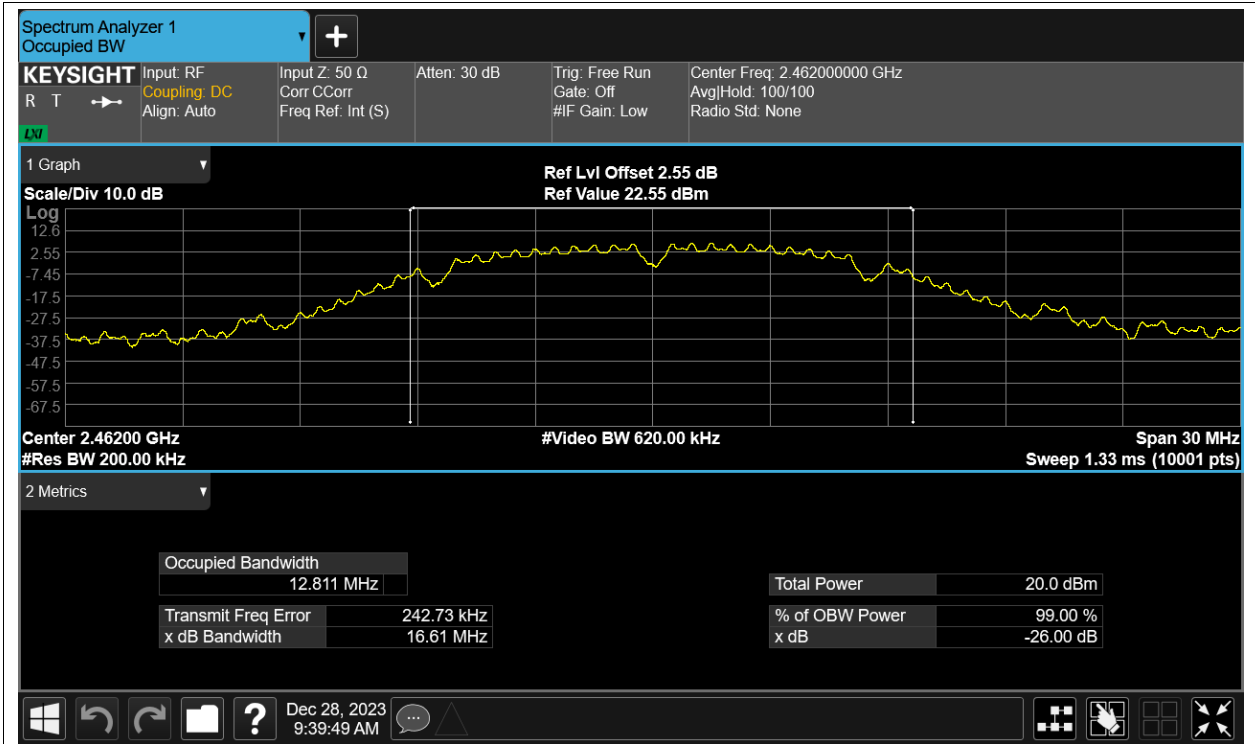 Spectrum Analyzer 1
Occupied BW
KEYSIGHT
R T
LXI
Input: RF
Coupling: DC
Align: Auto
Input Z: 50 Ω
Corr CCorr
Freq Ref: Int (S)
Atten: 30 dB
Trig: Free Run
Gate: Off
#IF Gain: Low
Center Freq: 2.462000000 GHz
Avg|Hold: 100/100
Radio Std: None
1 Graph
Scale/Div 10.0 dB
Ref Lvl Offset 2.55 dB
Ref Value 22.55 dBm
Log
12.6
2.55
-7.45
-17.5
-27.5
-37.5
-47.5
-57.5
-67.5
Center 2.46200 GHz
#Res BW 200.00 kHz
#Video BW 620.00 kHz
Span 30 MHz
Sweep 1.33 ms (10001 pts)
2 Metrics
Occupied Bandwidth
12.811 MHz
Transmit Freq Error 242.73 kHz
x dB Bandwidth 16.61 MHz
Total Power 20.0 dBm
% of OBW Power 99.00 %
x dB -26.00 dB
?
Dec 28, 2023
9:39:49 AM